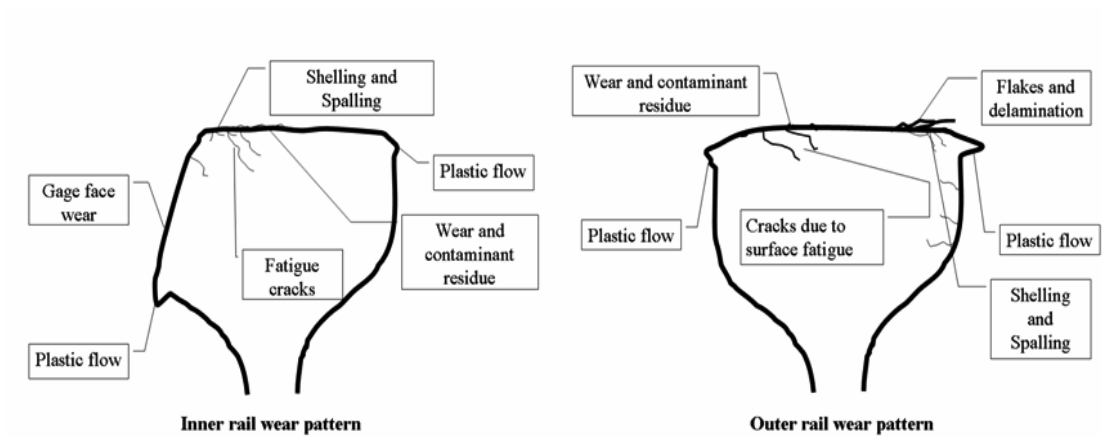 Shelling and
Spalling
Plastic flow
Gage face
wear
Wear and
contaminant
residue
Fatigue
cracks
Plastic flow
Inner rail wear pattern
Wear and contaminant
residue
Flakes and
delamination
Plastic flow
Cracks due to
surface fatigue
Plastic flow
Shelling
and
Spalling
Outer rail wear pattern